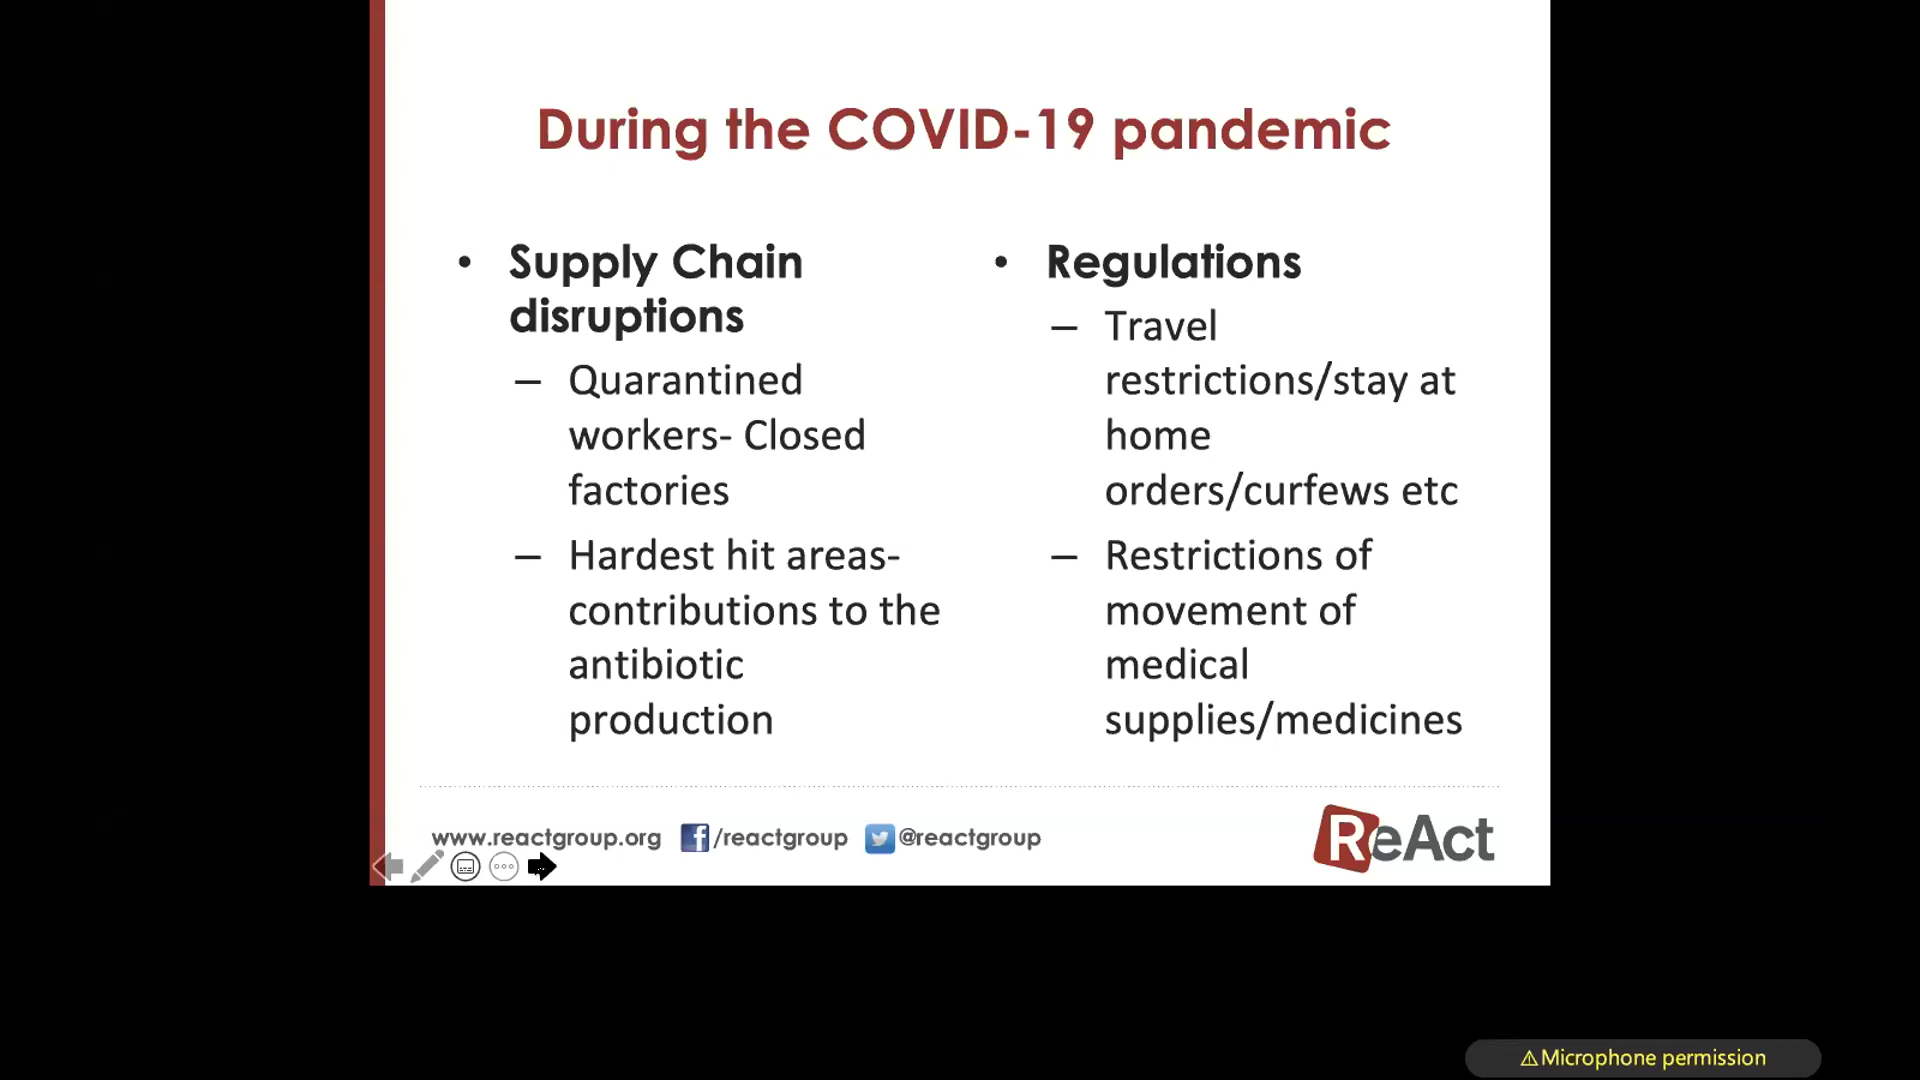 During the COVID-19 pandemic
• Supply Chain
disruptions
– Quarantined
workers- Closed
factories
– Hardest hit areas-
contributions to the
antibiotic
production
• Regulations
– Travel
restrictions/stay at
home
orders/curfews etc
– Restrictions of
movement of
medical
supplies/medicines
www.reactgroup.org /reactgroup @reactgroup
ReAct
⚠Microphone permission